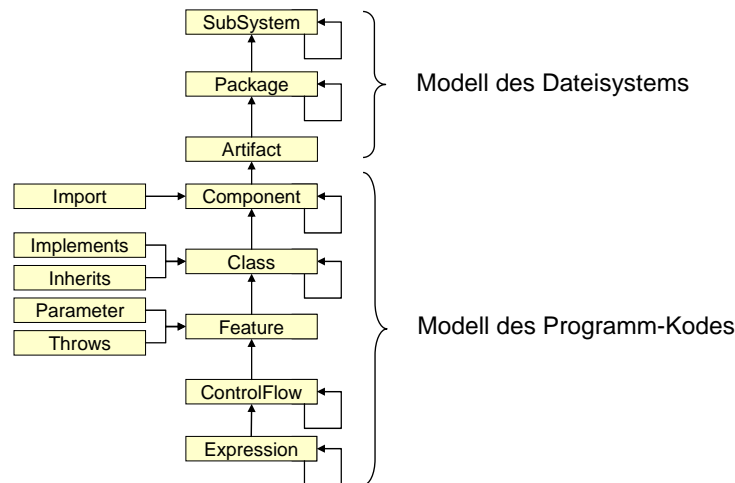 SubSystem
Package
Modell des Dateisystems
Artifact
Import
Component
Implements
Inherits
Class
Parameter
Throws
Feature
Modell des Programm-Kodes
ControlFlow
Expression